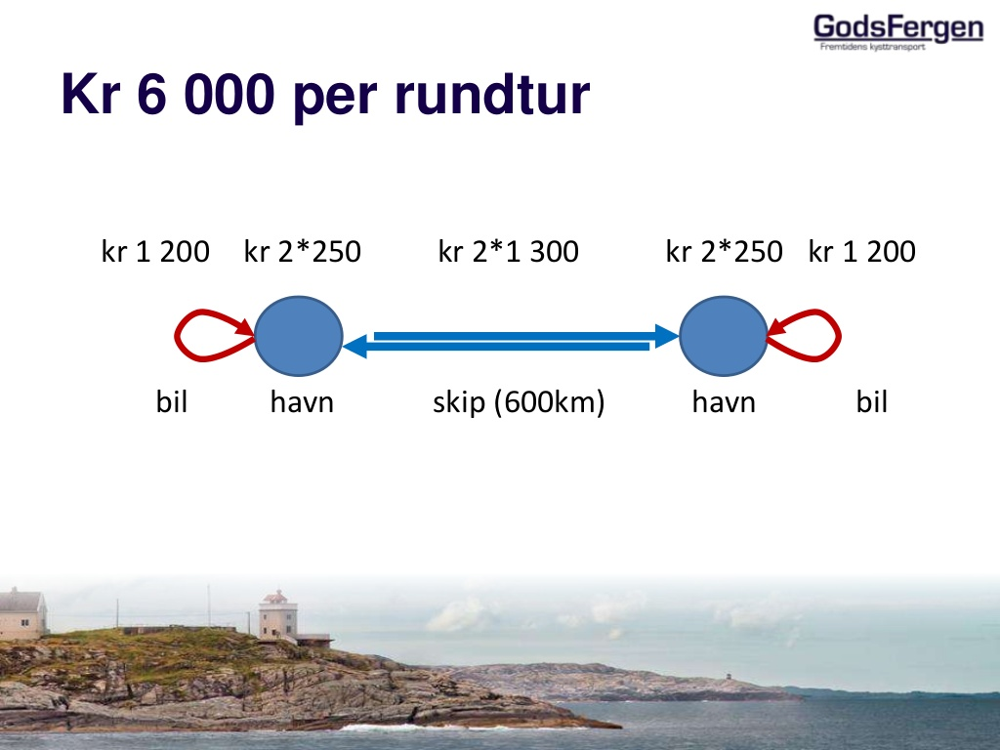 GodsFergen
Fremtidens kysttransport
Kr 6 000 per rundtur
kr 1 200 kr 2*250 kr 2*1 300 kr 2*250 kr 1 200
bil havn skip (600km) havn bil